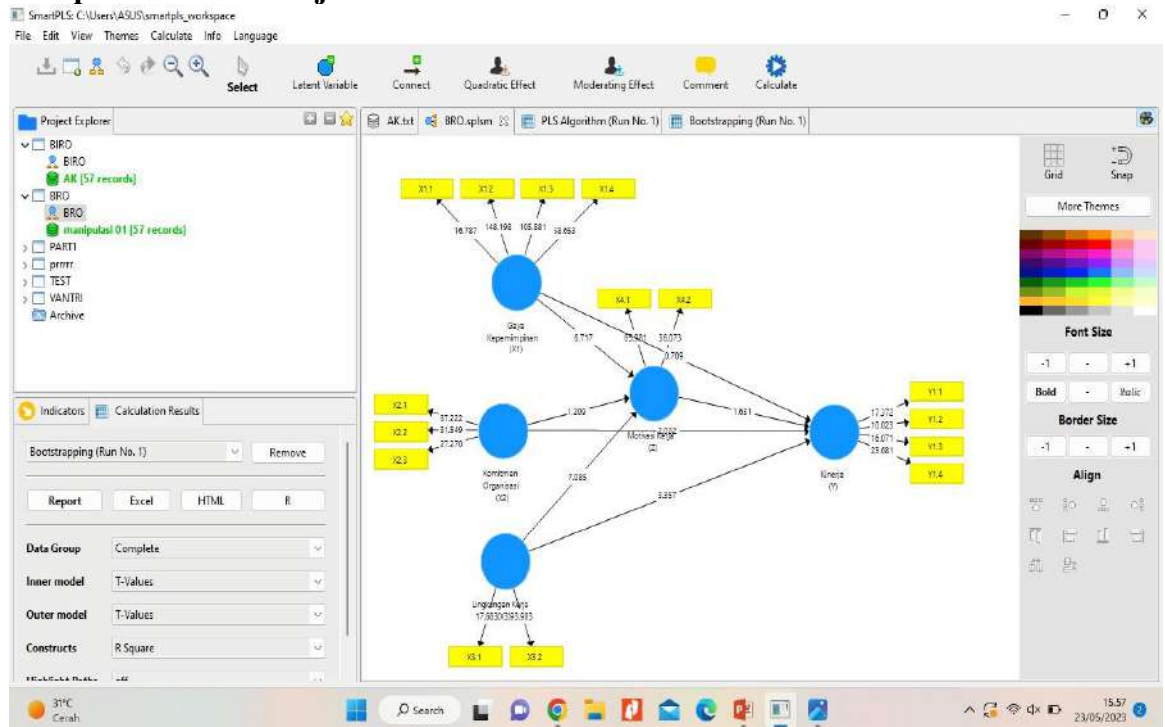 SmartPLS: C:\Users\ASUS\smartpls_workspace
File Edit View Themes Calculate Info Language
Select
Latent Variable
Connect
Quadratic Effect
Moderating Effect
Comment
Calculate
Project Explorer
BIRO
BIRO
AK [57 records]
BRO
BRO
manipulasi 01 [57 records]
PART1
prrrrr
TEST
VANTRI
Archive
AK.txt
BRO.splsm
PLS Algorithm (Run No. 1)
Bootstrapping (Run No. 1)
X1.1
X1.2
X1.3
X1.4
16.787
148.198
105.881
58.653
Gaya
Kepemimpinan
(X1)
X4.1
X4.2
6.717
65.981
36.073
0.709
X2.1
X2.2
X2.3
37.222
31.549
27.270
Komitmen
Organisasi
(X2)
1.209
Motivasi Kerja
(Z)
1.631
2.032
Kinerja
(Y)
17.372
10.023
16.071
23.681
Y1.1
Y1.2
Y1.3
Y1.4
7.085
3.357
Lingkungan Kerja
X3.1
X3.2
Grid
Snap
More Themes
Font Size
-1 - +1
Bold - Italic
Border Size
-1 - +1
Align
Indicators
Calculation Results
Bootstrapping (Run No. 1)
Remove
Report
Excel
HTML
R
Data Group
Complete
Inner model
T-Values
Outer model
T-Values
Constructs
R Square
31°C
Cerah
Search
15.57
23/05/2023